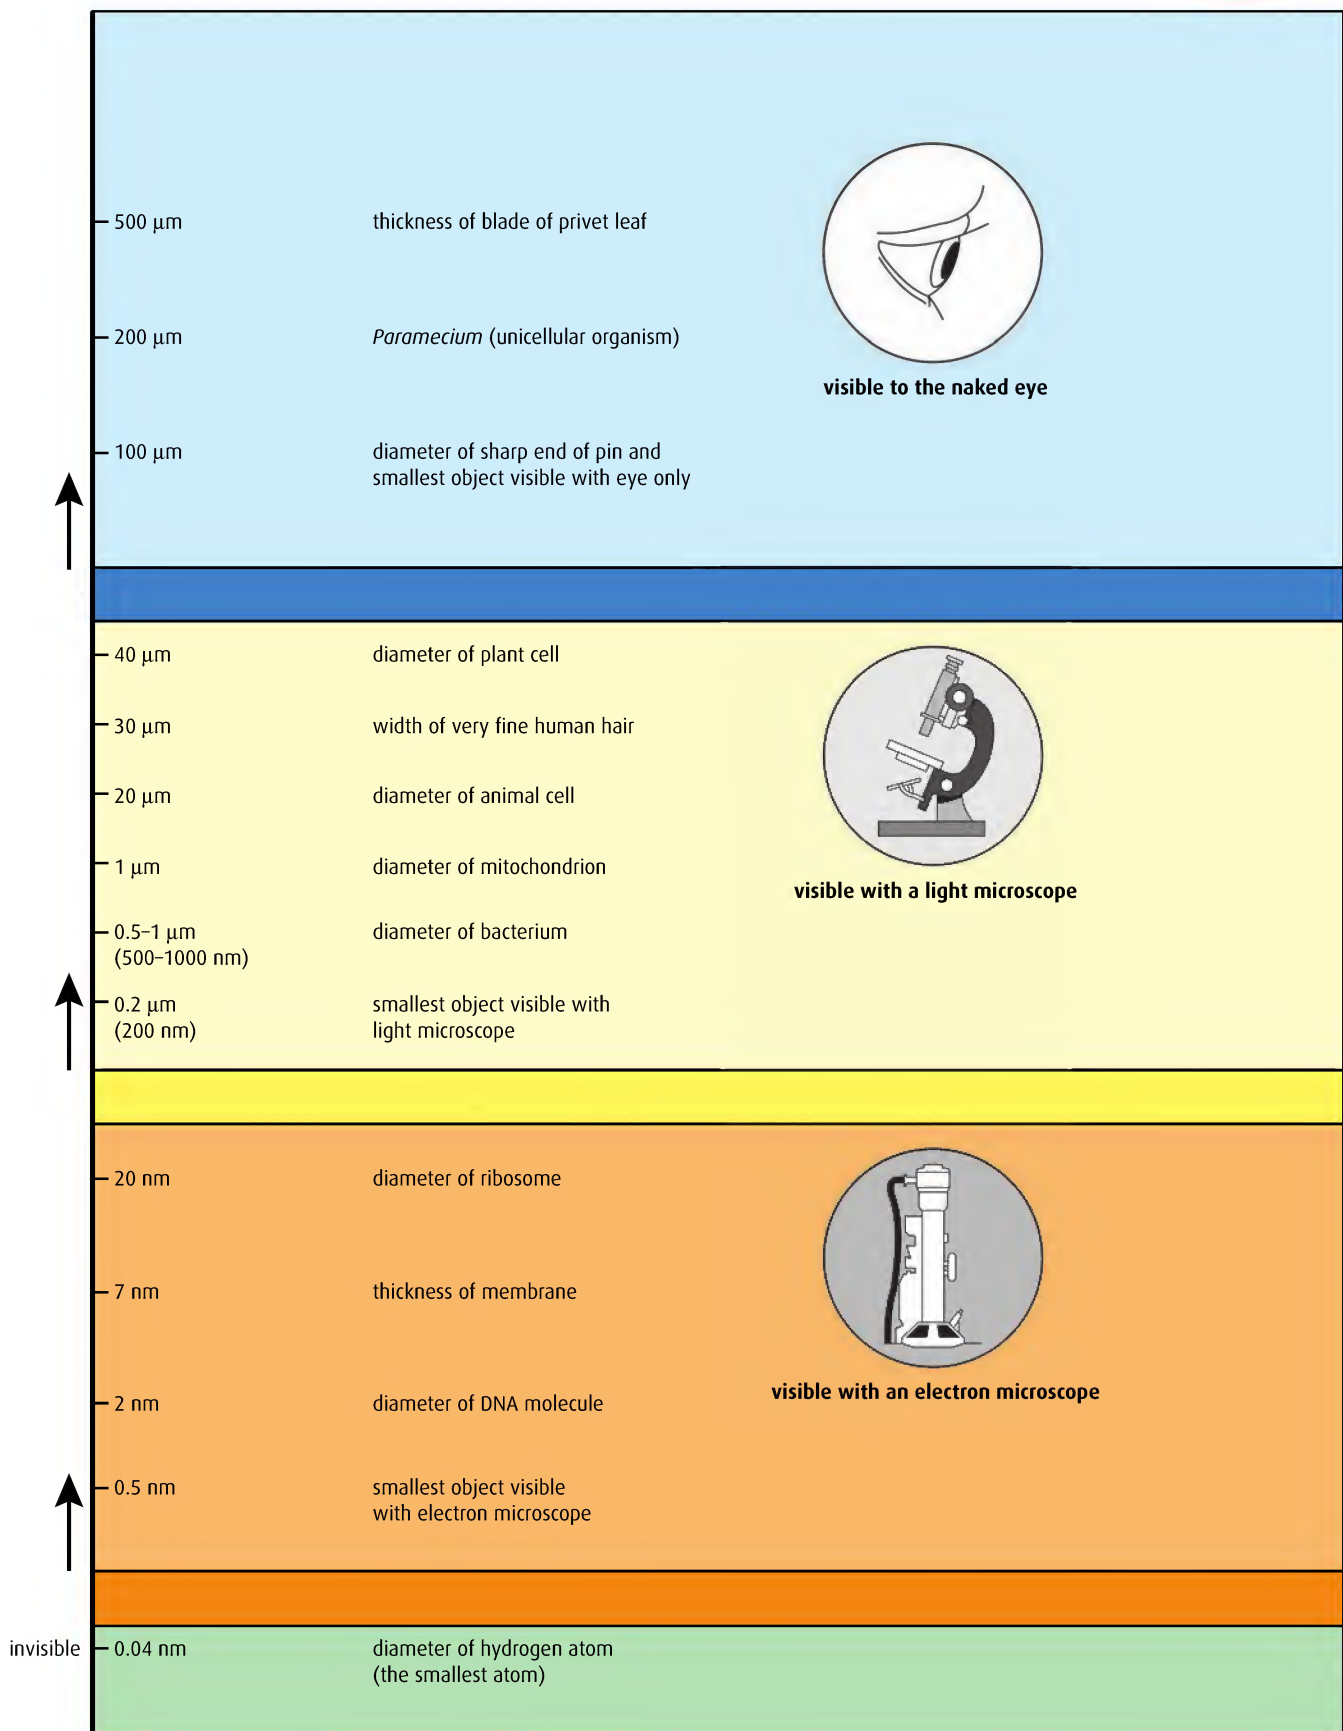 500 μm
thickness of blade of privet leaf
200 μm
Paramecium (unicellular organism)
visible to the naked eye
100 μm
diameter of sharp end of pin and
smallest object visible with eye only
40 μm
diameter of plant cell
30 μm
width of very fine human hair
20 μm
diameter of animal cell
1 μm
diameter of mitochondrion
visible with a light microscope
0.5–1 μm
(500–1000 nm)
diameter of bacterium
0.2 μm
(200 nm)
smallest object visible with
light microscope
20 nm
diameter of ribosome
7 nm
thickness of membrane
visible with an electron microscope
2 nm
diameter of DNA molecule
0.5 nm
smallest object visible
with electron microscope
invisible
0.04 nm
diameter of hydrogen atom
(the smallest atom)